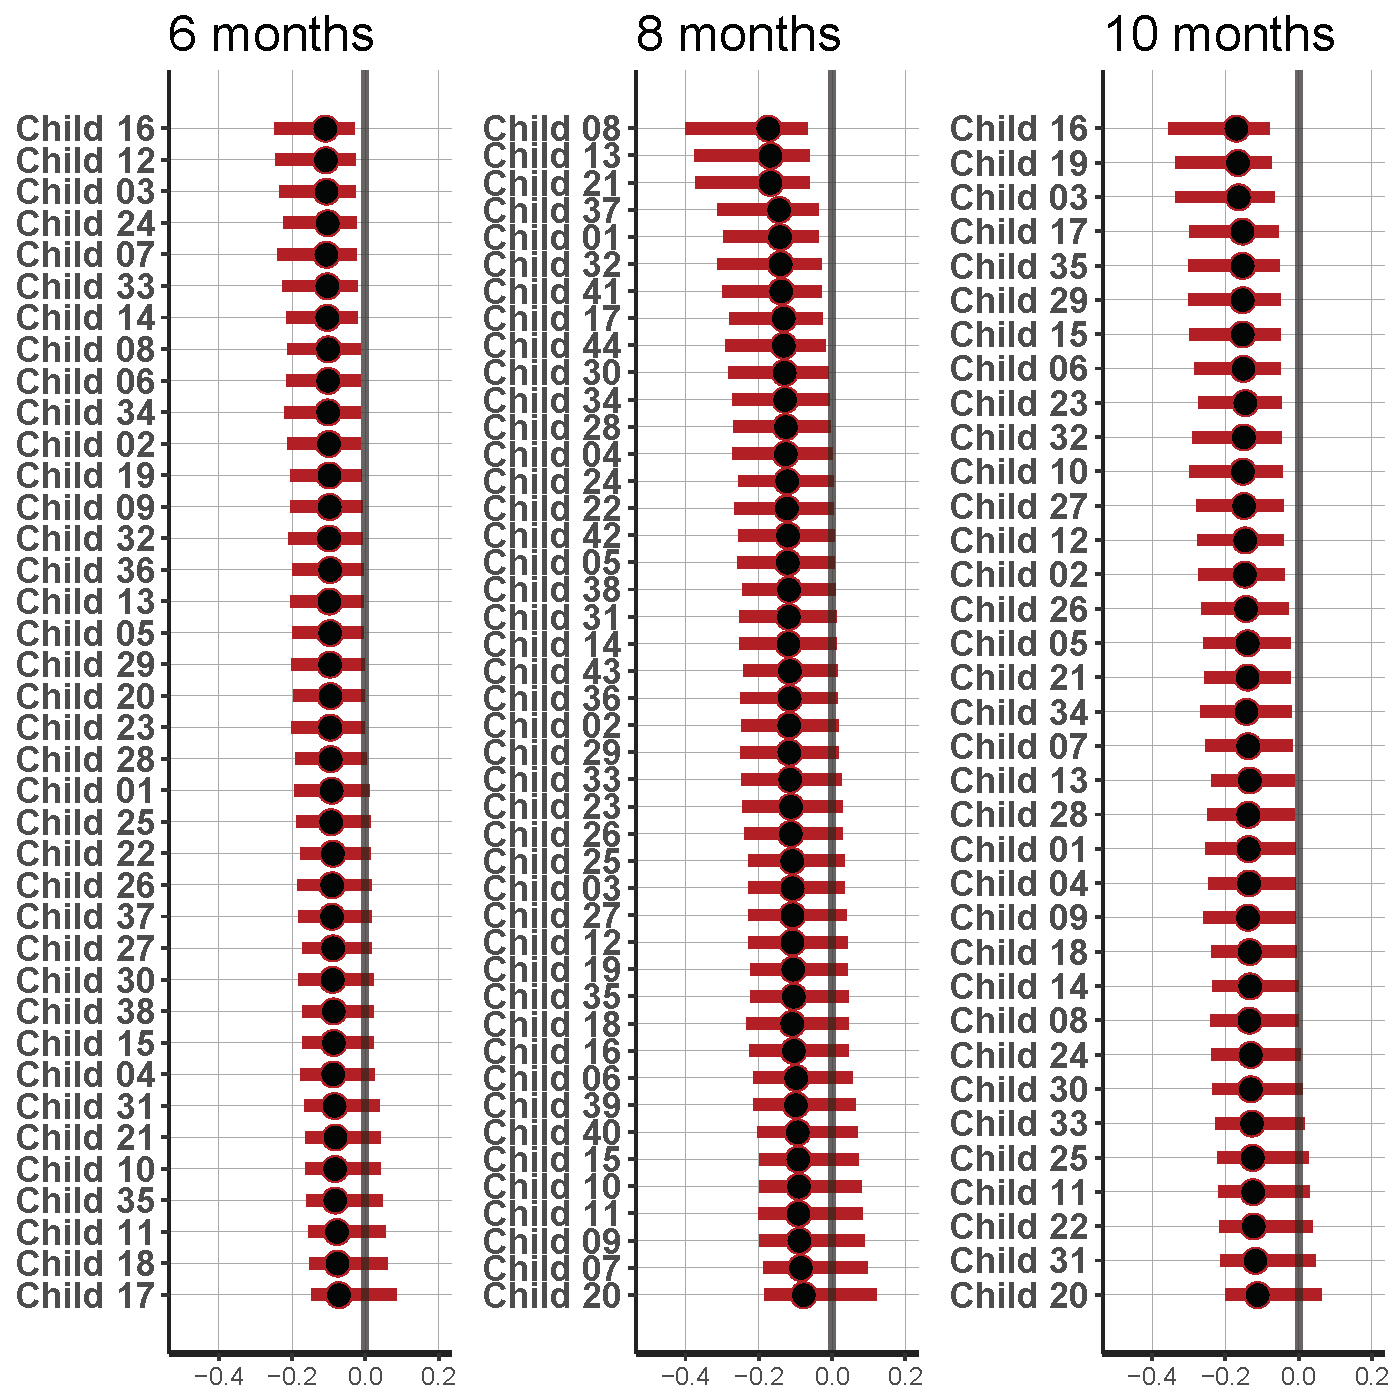 6 months
Child 16
Child 12
Child 03
Child 24
Child 07
Child 33
Child 14
Child 08
Child 06
Child 34
Child 02
Child 19
Child 09
Child 32
Child 36
Child 13
Child 05
Child 29
Child 20
Child 23
Child 28
Child 01
Child 25
Child 22
Child 26
Child 37
Child 27
Child 30
Child 38
Child 15
Child 04
Child 31
Child 21
Child 10
Child 35
Child 11
Child 18
Child 17
−0.4 −0.2 0.0 0.2
8 months
Child 08
Child 13
Child 21
Child 37
Child 01
Child 32
Child 41
Child 17
Child 44
Child 30
Child 34
Child 28
Child 04
Child 24
Child 22
Child 42
Child 05
Child 38
Child 31
Child 14
Child 43
Child 36
Child 02
Child 29
Child 33
Child 23
Child 26
Child 25
Child 03
Child 27
Child 12
Child 19
Child 35
Child 18
Child 16
Child 06
Child 39
Child 40
Child 15
Child 10
Child 11
Child 09
Child 07
Child 20
−0.4 −0.2 0.0 0.2
10 months
Child 16
Child 19
Child 03
Child 17
Child 35
Child 29
Child 15
Child 06
Child 23
Child 32
Child 10
Child 27
Child 12
Child 02
Child 26
Child 05
Child 21
Child 34
Child 07
Child 13
Child 28
Child 01
Child 04
Child 09
Child 18
Child 14
Child 08
Child 24
Child 30
Child 33
Child 25
Child 11
Child 22
Child 31
Child 20
−0.4 −0.2 0.0 0.2